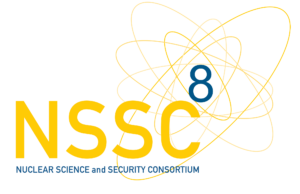 8
NSSC
NUCLEAR SCIENCE and SECURITY CONSORTIUM